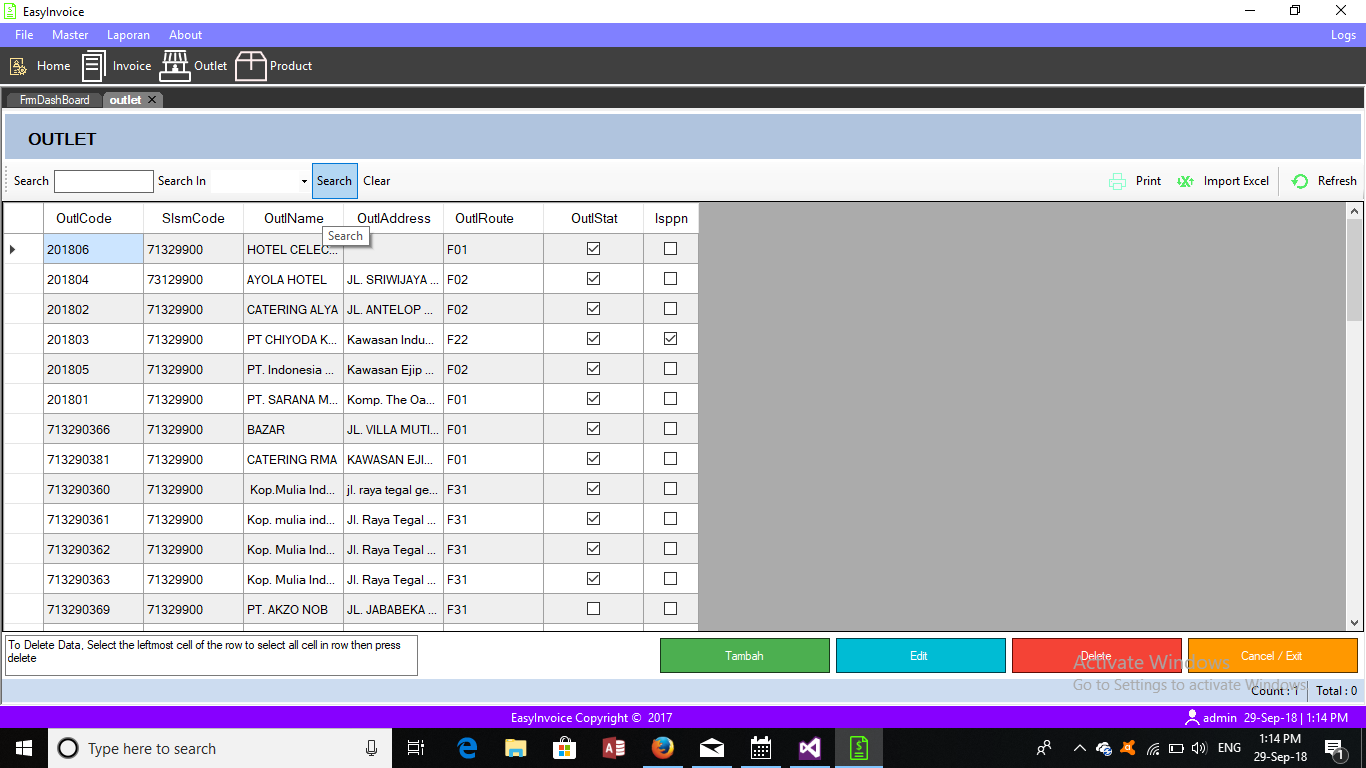 EasyInvoice
File Master Laporan About Logs
Home Invoice Outlet Product
FrmDashBoard outlet
OUTLET
Search Search In Search Clear Print Import Excel Refresh
OutlCode SlsmCode OutlName OutlAddress OutlRoute OutlStat Isppn
Search
201806 71329900 HOTEL CELEC... F01
201804 73129900 AYOLA HOTEL JL. SRIWIJAYA ... F02
201802 71329900 CATERING ALYA JL. ANTELOP ... F02
201803 71329900 PT CHIYODA K... Kawasan Indu... F22
201805 71329900 PT. Indonesia ... Kawasan Ejip ... F02
201801 71329900 PT. SARANA M... Komp. The Oa... F01
713290366 71329900 BAZAR JL. VILLA MUTI... F01
713290381 71329900 CATERING RMA KAWASAN EJI... F01
713290360 71329900 Kop.Mulia Ind... jl. raya tegal ge... F31
713290361 71329900 Kop. mulia ind... Jl. Raya Tegal ... F31
713290362 71329900 Kop. Mulia Ind... Jl. Raya Tegal ... F31
713290363 71329900 Kop. Mulia Ind... Jl. Raya Tegal ... F31
713290369 71329900 PT. AKZO NOB JL. JABABEKA ... F31
To Delete Data, Select the leftmost cell of the row to select all cell in row then press
delete
Tambah Edit Delete Cancel / Exit
Activate Windows
Go to Settings to activate Windows.
Count : 1 Total : 0
EasyInvoice Copyright © 2017 admin 29-Sep-18 | 1:14 PM
Type here to search ENG 1:14 PM
29-Sep-18 1